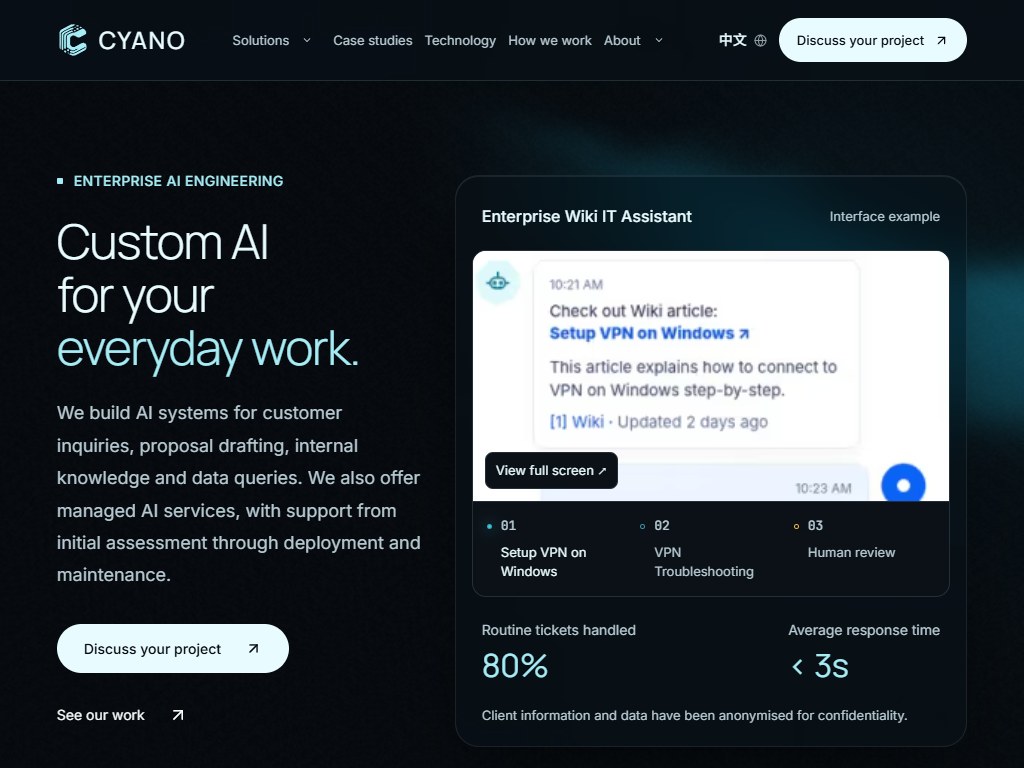 CYANO
Solutions
Case studies
Technology
How we work
About
中文
Discuss your project
ENTERPRISE AI ENGINEERING
Custom AI
for your
everyday work.
We build AI systems for customer
inquiries, proposal drafting, internal
knowledge and data queries. We also offer
managed AI services, with support from
initial assessment through deployment and
maintenance.
Discuss your project
See our work
Enterprise Wiki IT Assistant
Interface example
10:21 AM
Check out Wiki article:
Setup VPN on Windows ↗
This article explains how to connect to
VPN on Windows step-by-step.
[1] Wiki · Updated 2 days ago
View full screen ↗
10:23 AM
01
Setup VPN on
Windows
02
VPN
Troubleshooting
03
Human review
Routine tickets handled
80%
Average response time
< 3s
Client information and data have been anonymised for confidentiality.